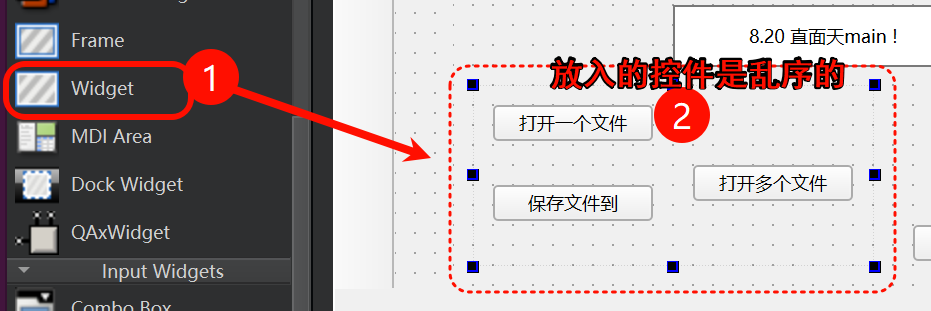 Frame
Widget
1
MDI Area
Dock Widget
QAxWidget
Input Widgets
Combo Box
8.20 直面天main！
放入的控件是乱序的
打开一个文件
2
打开多个文件
保存文件到